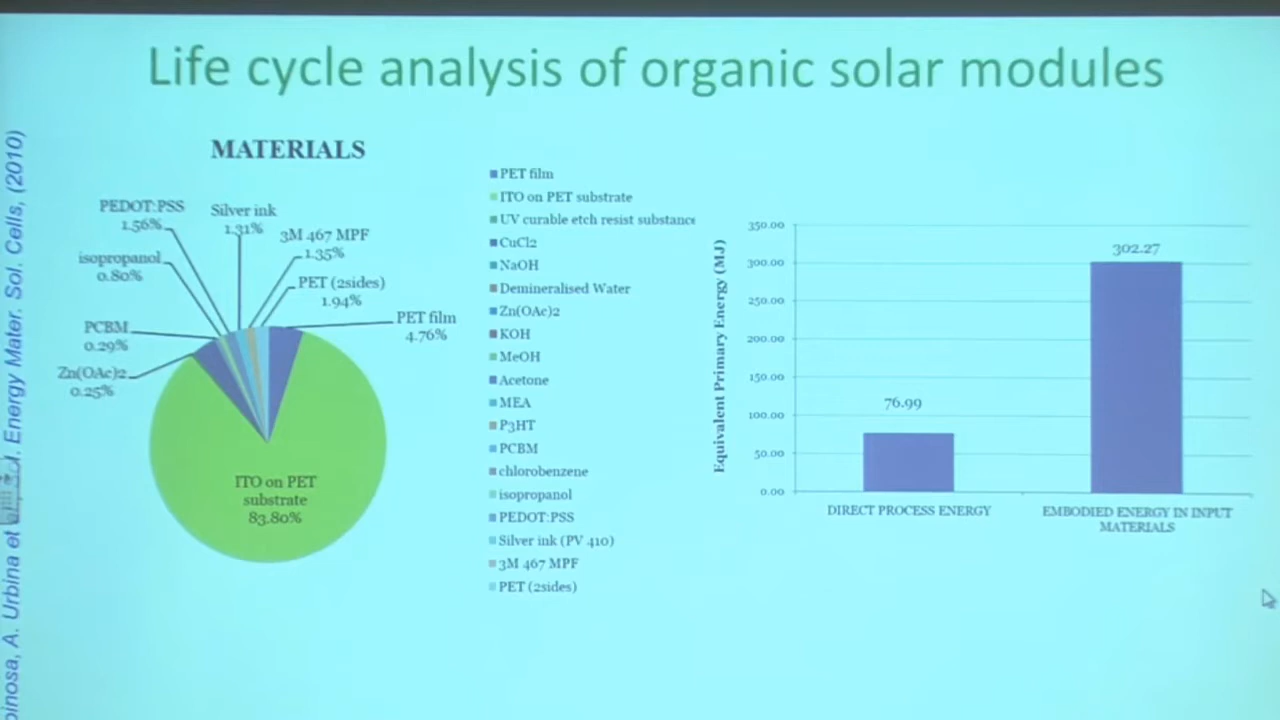 Life cycle analysis of organic solar modules
MATERIALS
PEDOT:PSS
1.56%
Silver ink
1.31%
3M 467 MPF
1.35%
isopropanol
0.80%
PET (2sides)
1.94%
PCBM
0.29%
PET film
4.76%
Zn(OAc)2
0.25%
ITO on PET
substrate
83.80%
PET film
ITO on PET substrate
UV curable etch resist substance
CuCl2
NaOH
Demineralised Water
Zn(OAc)2
KOH
MeOH
Acetone
MEA
P3HT
PCBM
chlorobenzene
isopropanol
PEDOT:PSS
Silver ink (PV 410)
3M 467 MPF
PET (2sides)
Equivalent Primary Energy (MJ)
350.00
300.00
250.00
200.00
150.00
100.00
50.00
0.00
76.99
302.27
DIRECT PROCESS ENERGY
EMBODIED ENERGY IN INPUT
MATERIALS
A. Urbina et Energy Mater. Sol. Cells, (2010)